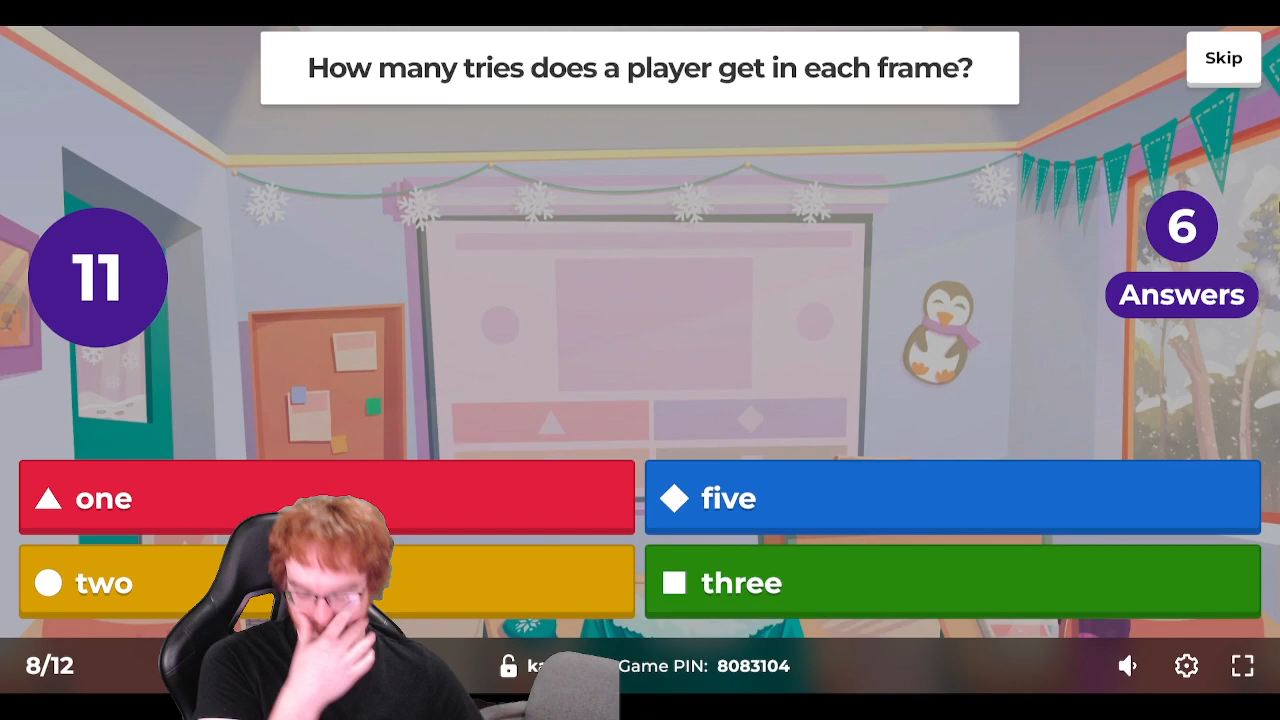 How many tries does a player get in each frame?
Skip
11
6
Answers
one
five
two
three
8/12
Game PIN: 8083104